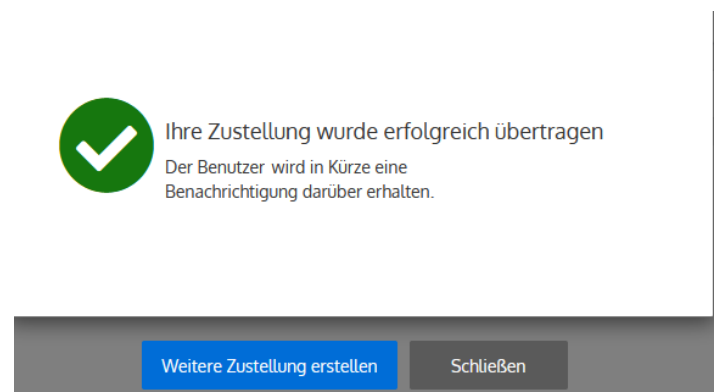 Ihre Zustellung wurde erfolgreich übertragen
Der Benutzer wird in Kürze eine
Benachrichtigung darüber erhalten.
Weitere Zustellung erstellen
Schließen